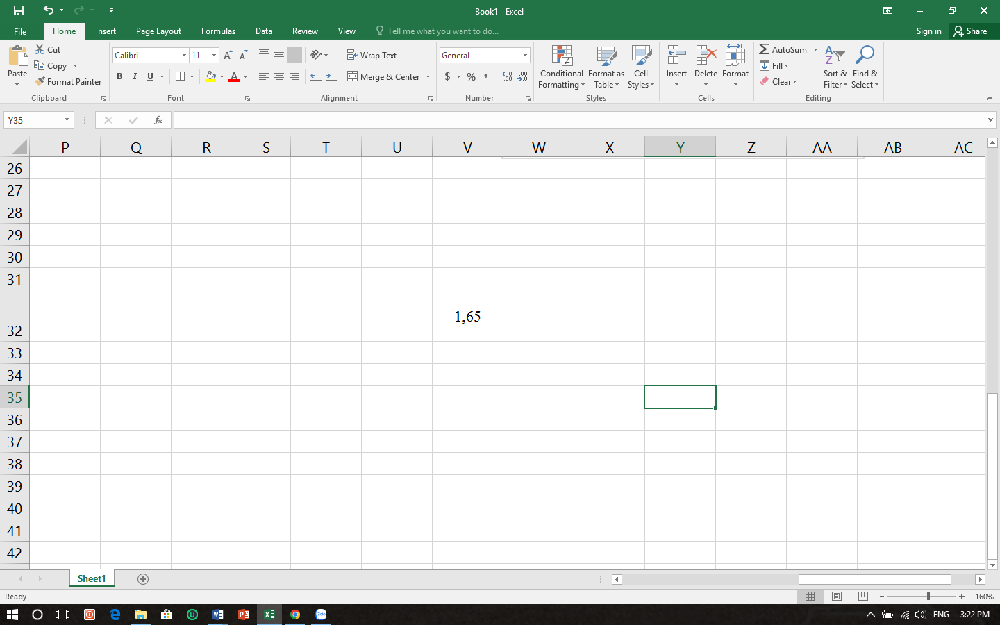 Book1 - Excel
File Home Insert Page Layout Formulas Data Review View Tell me what you want to do... Sign in Share
Paste
Cut
Copy
Format Painter
Clipboard
Calibri 11
B I U
Font
Wrap Text
Merge & Center
Alignment
General
$ % ,
Number
Conditional Formatting
Format as Table
Cell Styles
Styles
Insert Delete Format
Cells
AutoSum
Fill
Clear
Sort & Filter
Find & Select
Editing
Y35
fx
P Q R S T U V W X Y Z AA AB AC
26
27
28
29
30
31
32 1,65
33
34
35
36
37
38
39
40
41
42
Sheet1
Ready 160%
ENG 3:22 PM